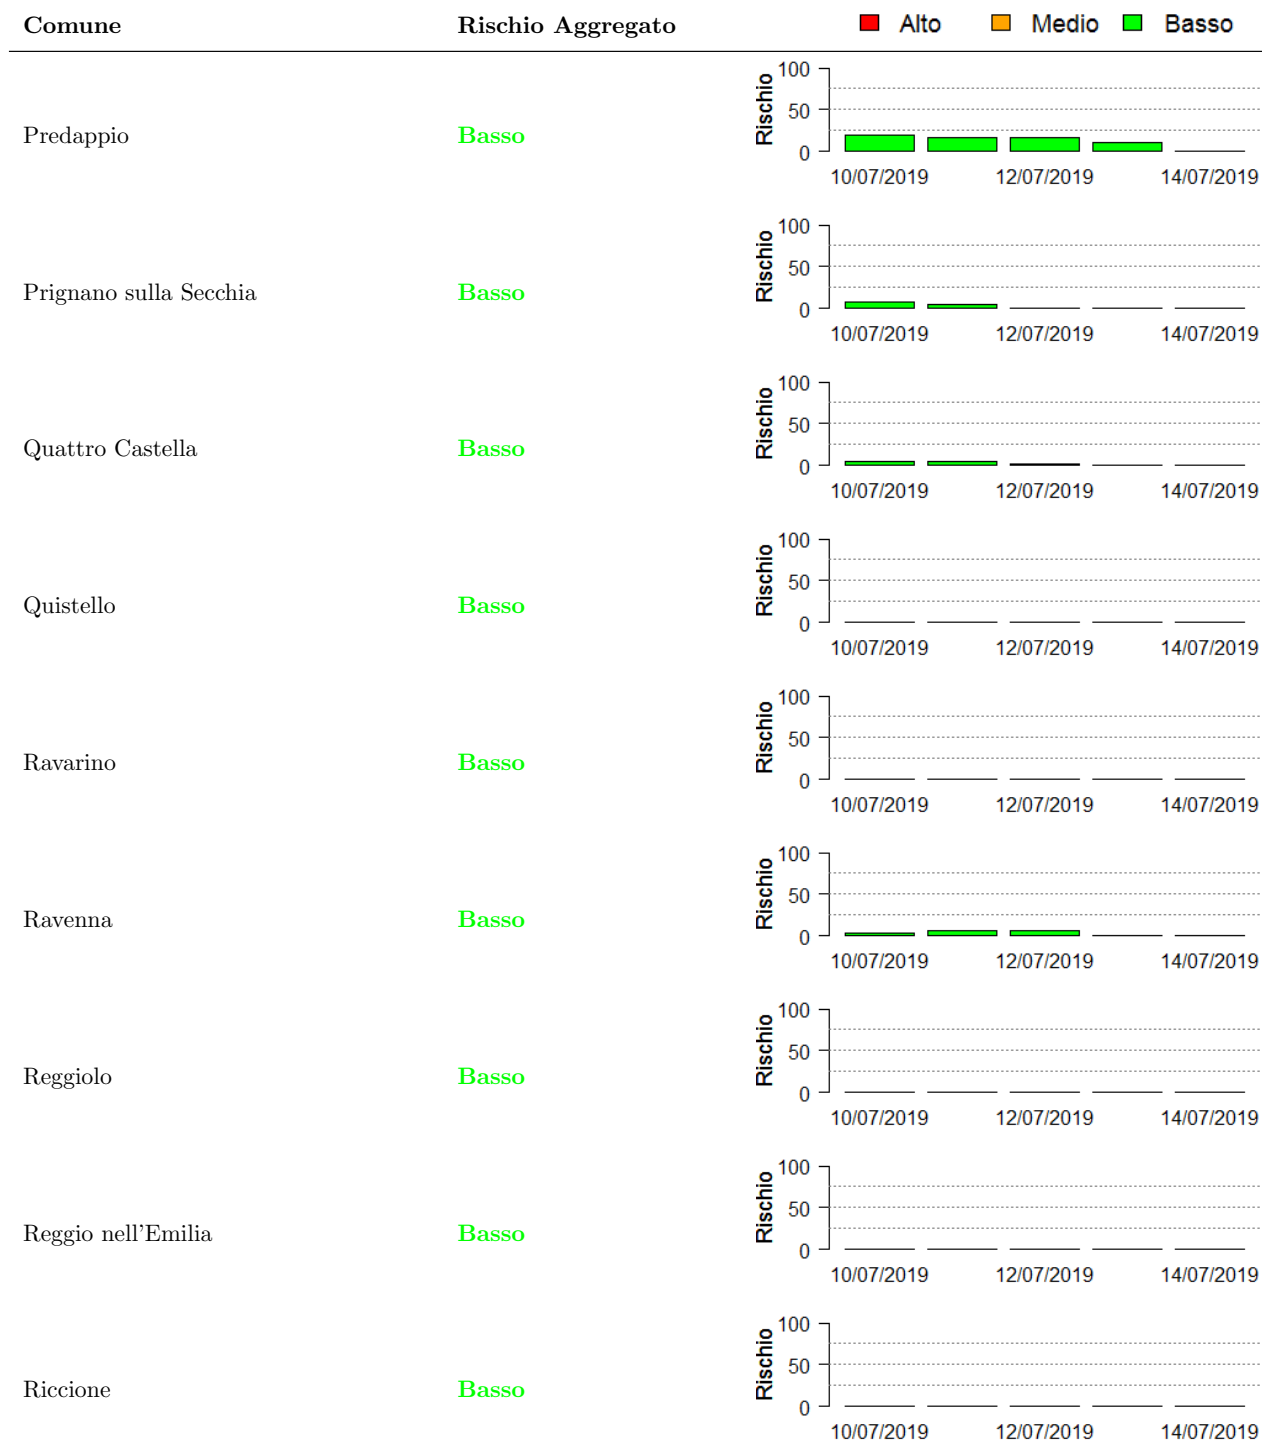 Comune Rischio Aggregato Alto Medio Basso
Predappio Basso Rischio 100 50 0
10/07/2019 12/07/2019 14/07/2019
Prignano sulla Secchia Basso Rischio 100 50 0
10/07/2019 12/07/2019 14/07/2019
Quattro Castella Basso Rischio 100 50 0
10/07/2019 12/07/2019 14/07/2019
Quistello Basso Rischio 100 50 0
10/07/2019 12/07/2019 14/07/2019
Ravarino Basso Rischio 100 50 0
10/07/2019 12/07/2019 14/07/2019
Ravenna Basso Rischio 100 50 0
10/07/2019 12/07/2019 14/07/2019
Reggiolo Basso Rischio 100 50 0
10/07/2019 12/07/2019 14/07/2019
Reggio nell'Emilia Basso Rischio 100 50 0
10/07/2019 12/07/2019 14/07/2019
Riccione Basso Rischio 100 50 0
10/07/2019 12/07/2019 14/07/2019